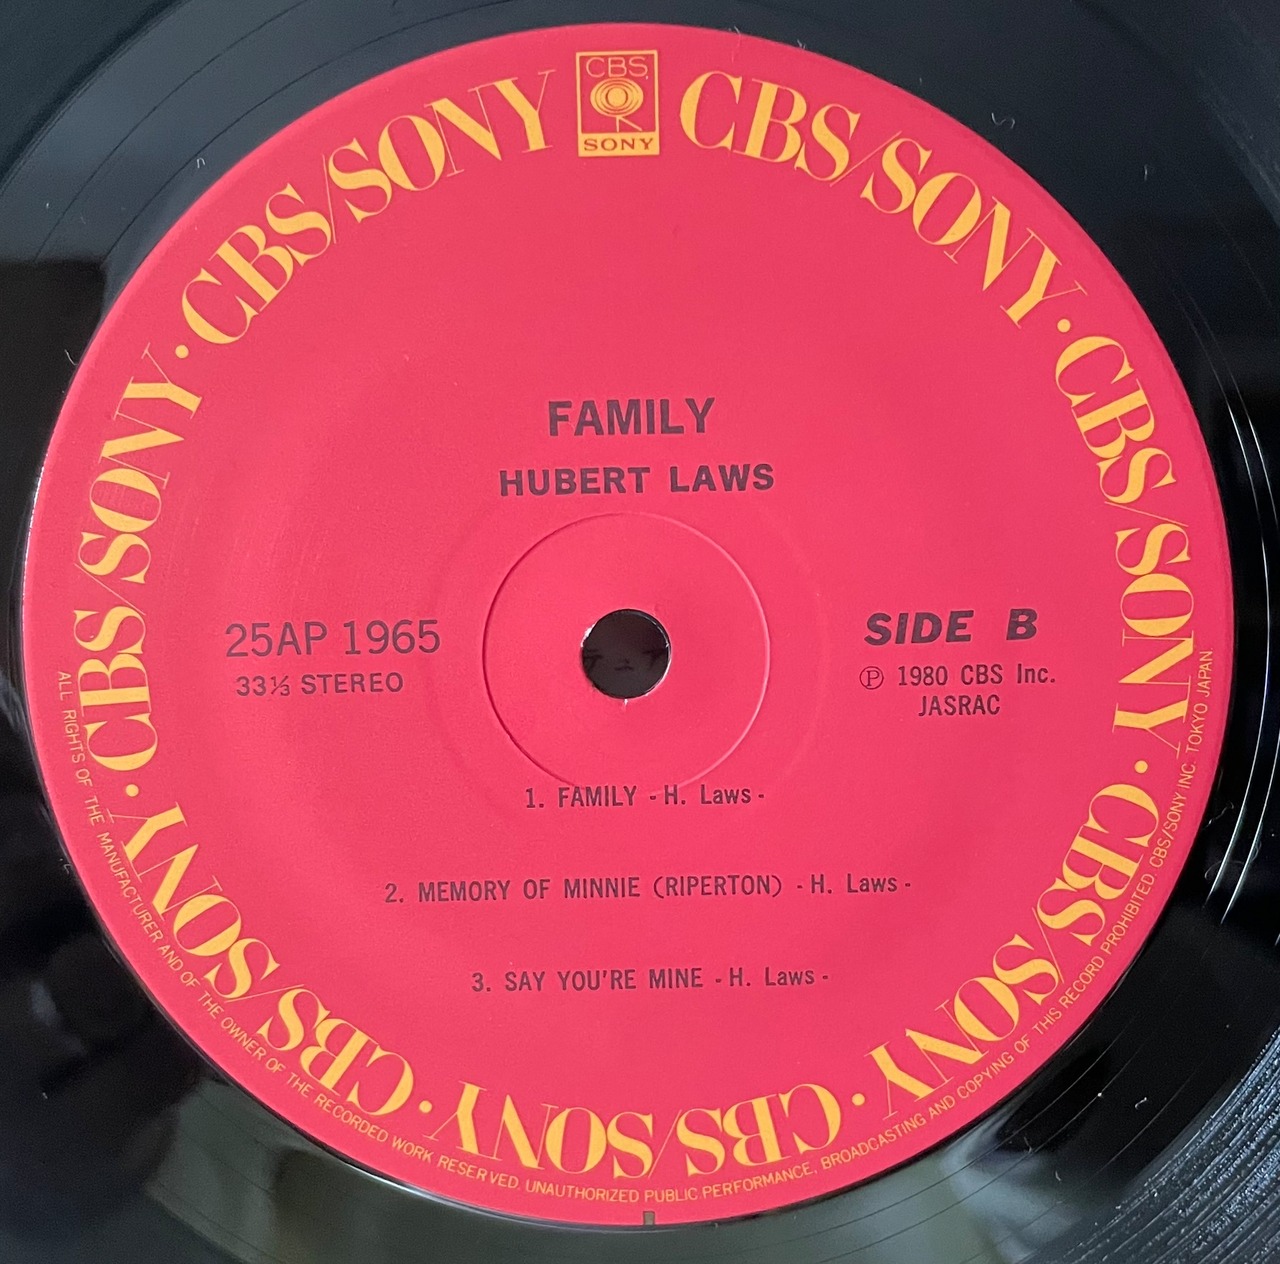 CBS
SONY
CBS/SONY · CBS/SONY · CBS/SONY · CBS/SONY · CBS/SONY · CBS/SONY · CBS/SONY
FAMILY
HUBERT LAWS
25AP 1965
33⅓ STEREO
SIDE B
Ⓟ 1980 CBS Inc.
JASRAC
1. FAMILY - H. Laws -
2. MEMORY OF MINNIE (RIPERTON) - H. Laws -
3. SAY YOU'RE MINE - H. Laws -
ALL RIGHTS OF THE MANUFACTURER AND OF THE OWNER OF THE RECORDED WORK RESERVED. UNAUTHORIZED PUBLIC PERFORMANCE, BROADCASTING AND COPYING OF THIS RECORD PROHIBITED. CBS/SONY INC. TOKYO JAPAN